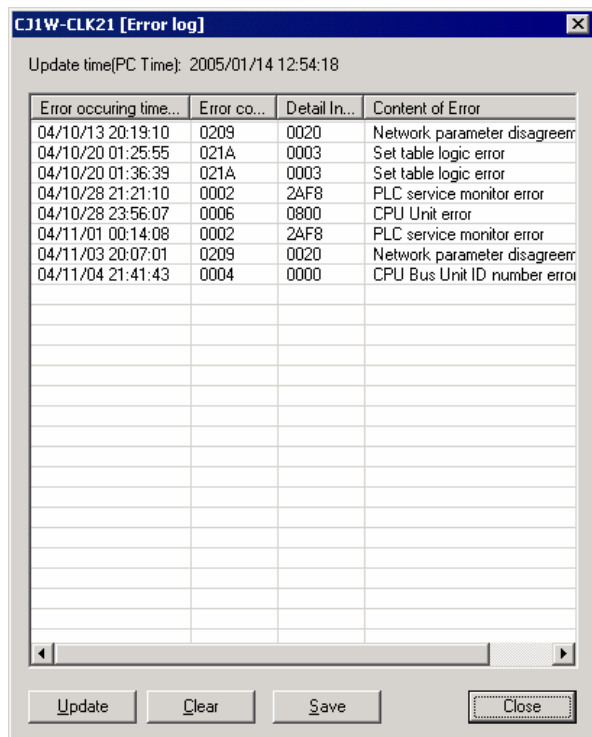 CJ1W-CLK21 [Error log]
Update time(PC Time): 2005/01/14 12:54:18
Error occuring time... Error co... Detail In... Content of Error
04/10/13 20:19:10 0209 0020 Network parameter disagreem
04/10/20 01:25:55 021A 0003 Set table logic error
04/10/20 01:36:39 021A 0003 Set table logic error
04/10/28 21:21:10 0002 2AF8 PLC service monitor error
04/10/28 23:56:07 0006 0800 CPU Unit error
04/11/01 00:14:08 0002 2AF8 PLC service monitor error
04/11/03 20:07:01 0209 0020 Network parameter disagreem
04/11/04 21:41:43 0004 0000 CPU Bus Unit ID number error
Update Clear Save Close